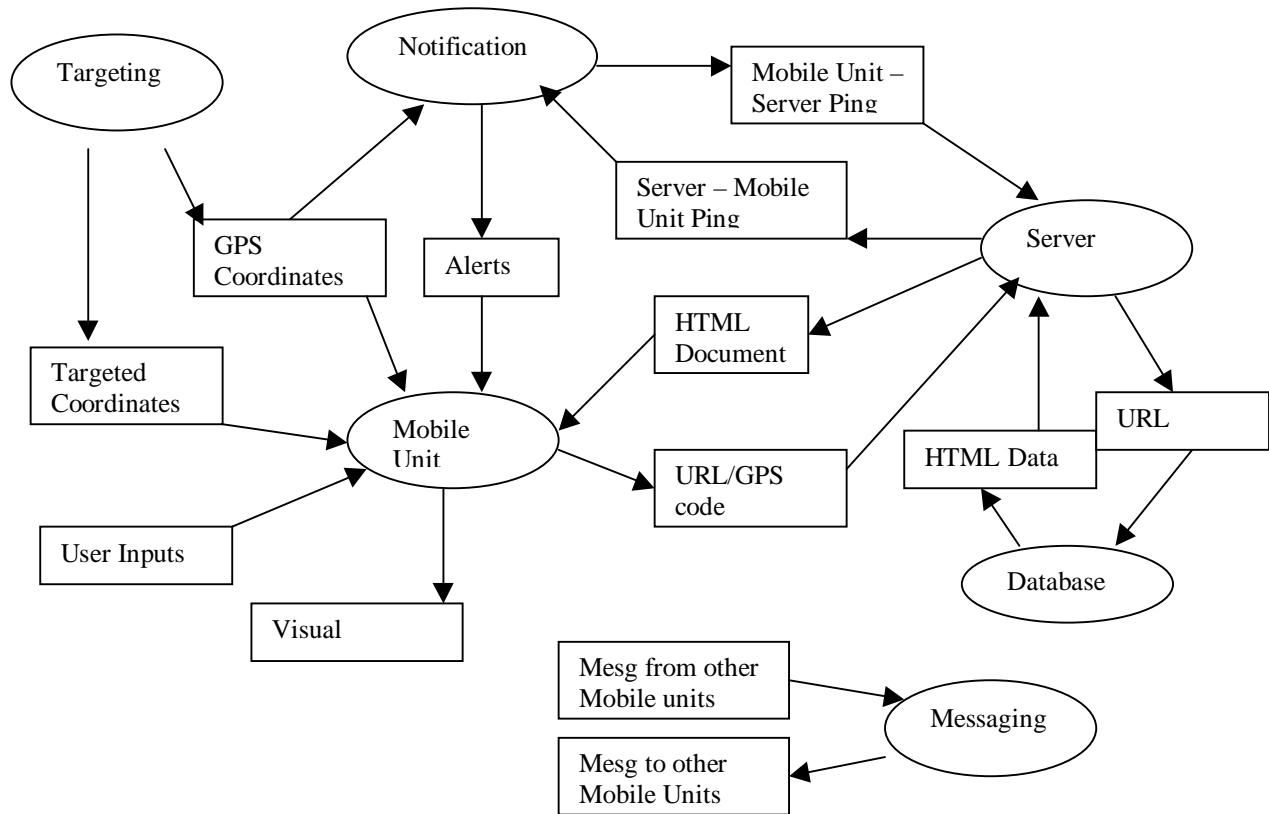 Notification
Targeting
Mobile Unit –
Server Ping
Server – Mobile
Unit Ping
Server
GPS
Coordinates
Alerts
HTML
Document
Targeted
Coordinates
Mobile
Unit
URL
HTML Data
URL/GPS
code
User Inputs
Database
Visual
Mesg from other
Mobile units
Messaging
Mesg to other
Mobile Units